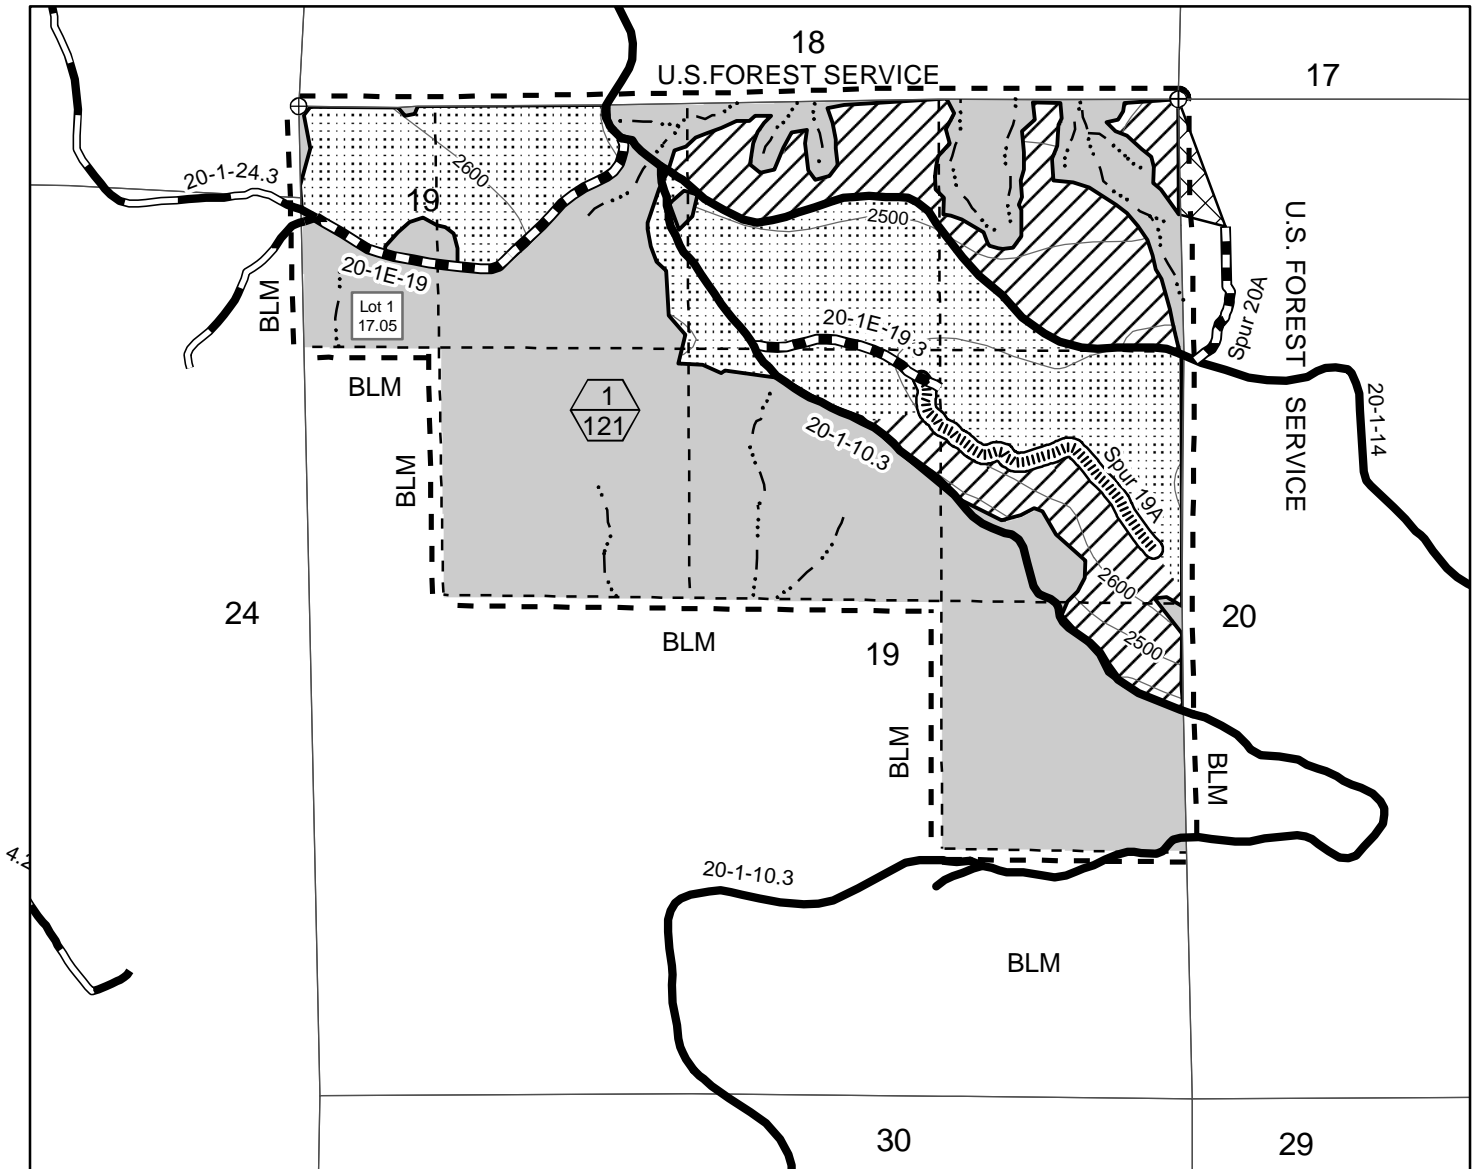 18
U.S.FOREST SERVICE
17
20-1-24.3
2600
19
2500
20-1E-19
Lot 1
17.05
BLM
BLM
20-1E-19.3
Spur 20A
U.S. FOREST SERVICE
20-1-14
1
121
20-1-10.3
Spur 19A
BLM
24
2600
20
2500
BLM
19
BLM
BLM
20-1-10.3
BLM
30
29